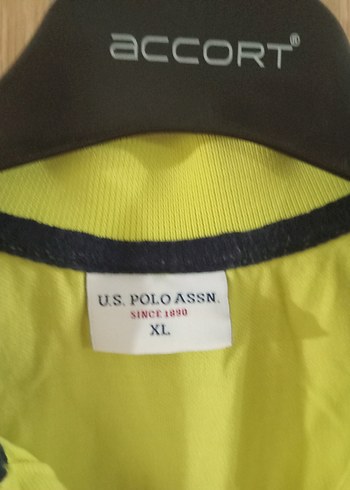 ACCORT®
U.S. POLO ASSN.
SINCE 1890
XL